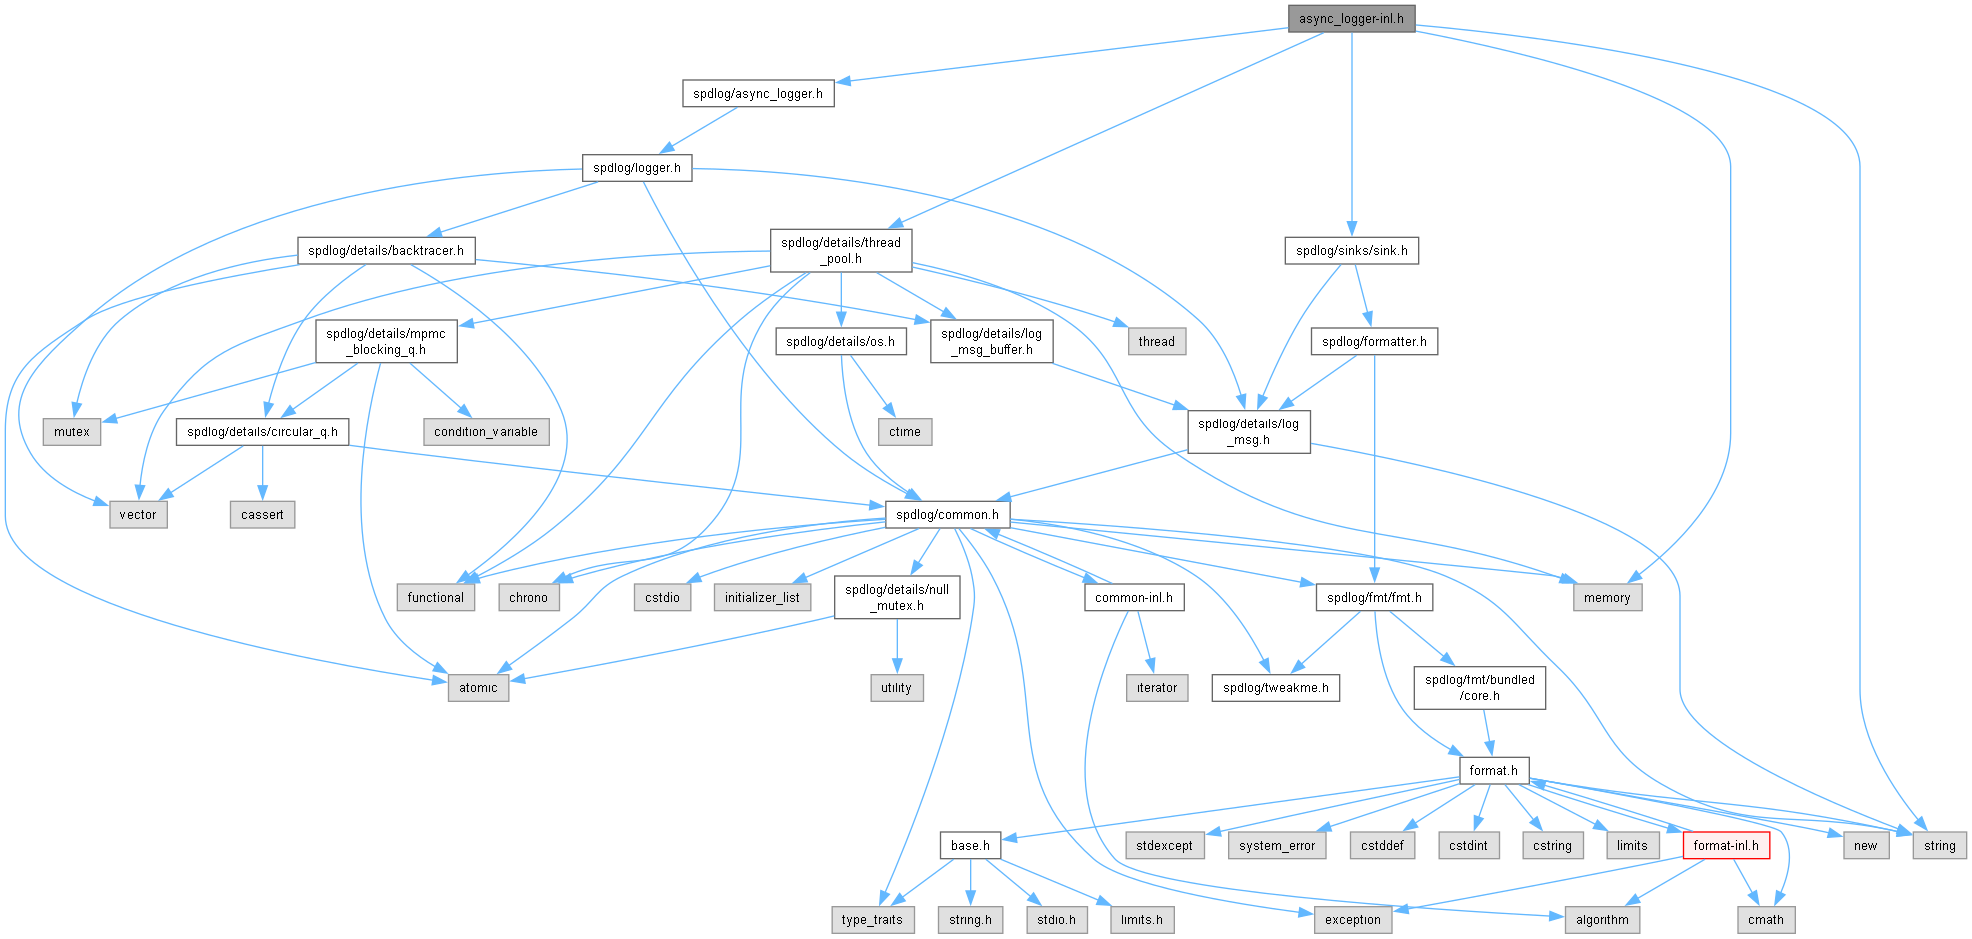 async_logger-inl.h
spdlog/async_logger.h
spdlog/logger.h
spdlog/details/backtracer.h
spdlog/details/thread
_pool.h
spdlog/sinks/sink.h
spdlog/details/mpmc
_blocking_q.h
spdlog/details/os.h
spdlog/details/log
_msg_buffer.h
thread
spdlog/formatter.h
mutex
spdlog/details/circular_q.h
condition_variable
ctime
spdlog/details/log
_msg.h
vector
cassert
spdlog/common.h
functional
chrono
cstdio
initializer_list
spdlog/details/null
_mutex.h
common-inl.h
spdlog/fmt/fmt.h
memory
atomic
utility
iterator
spdlog/tweakme.h
spdlog/fmt/bundled
/core.h
format.h
base.h
stdexcept
system_error
cstddef
cstdint
cstring
limits
format-inl.h
new
string
type_traits
string.h
stdio.h
limits.h
exception
algorithm
cmath